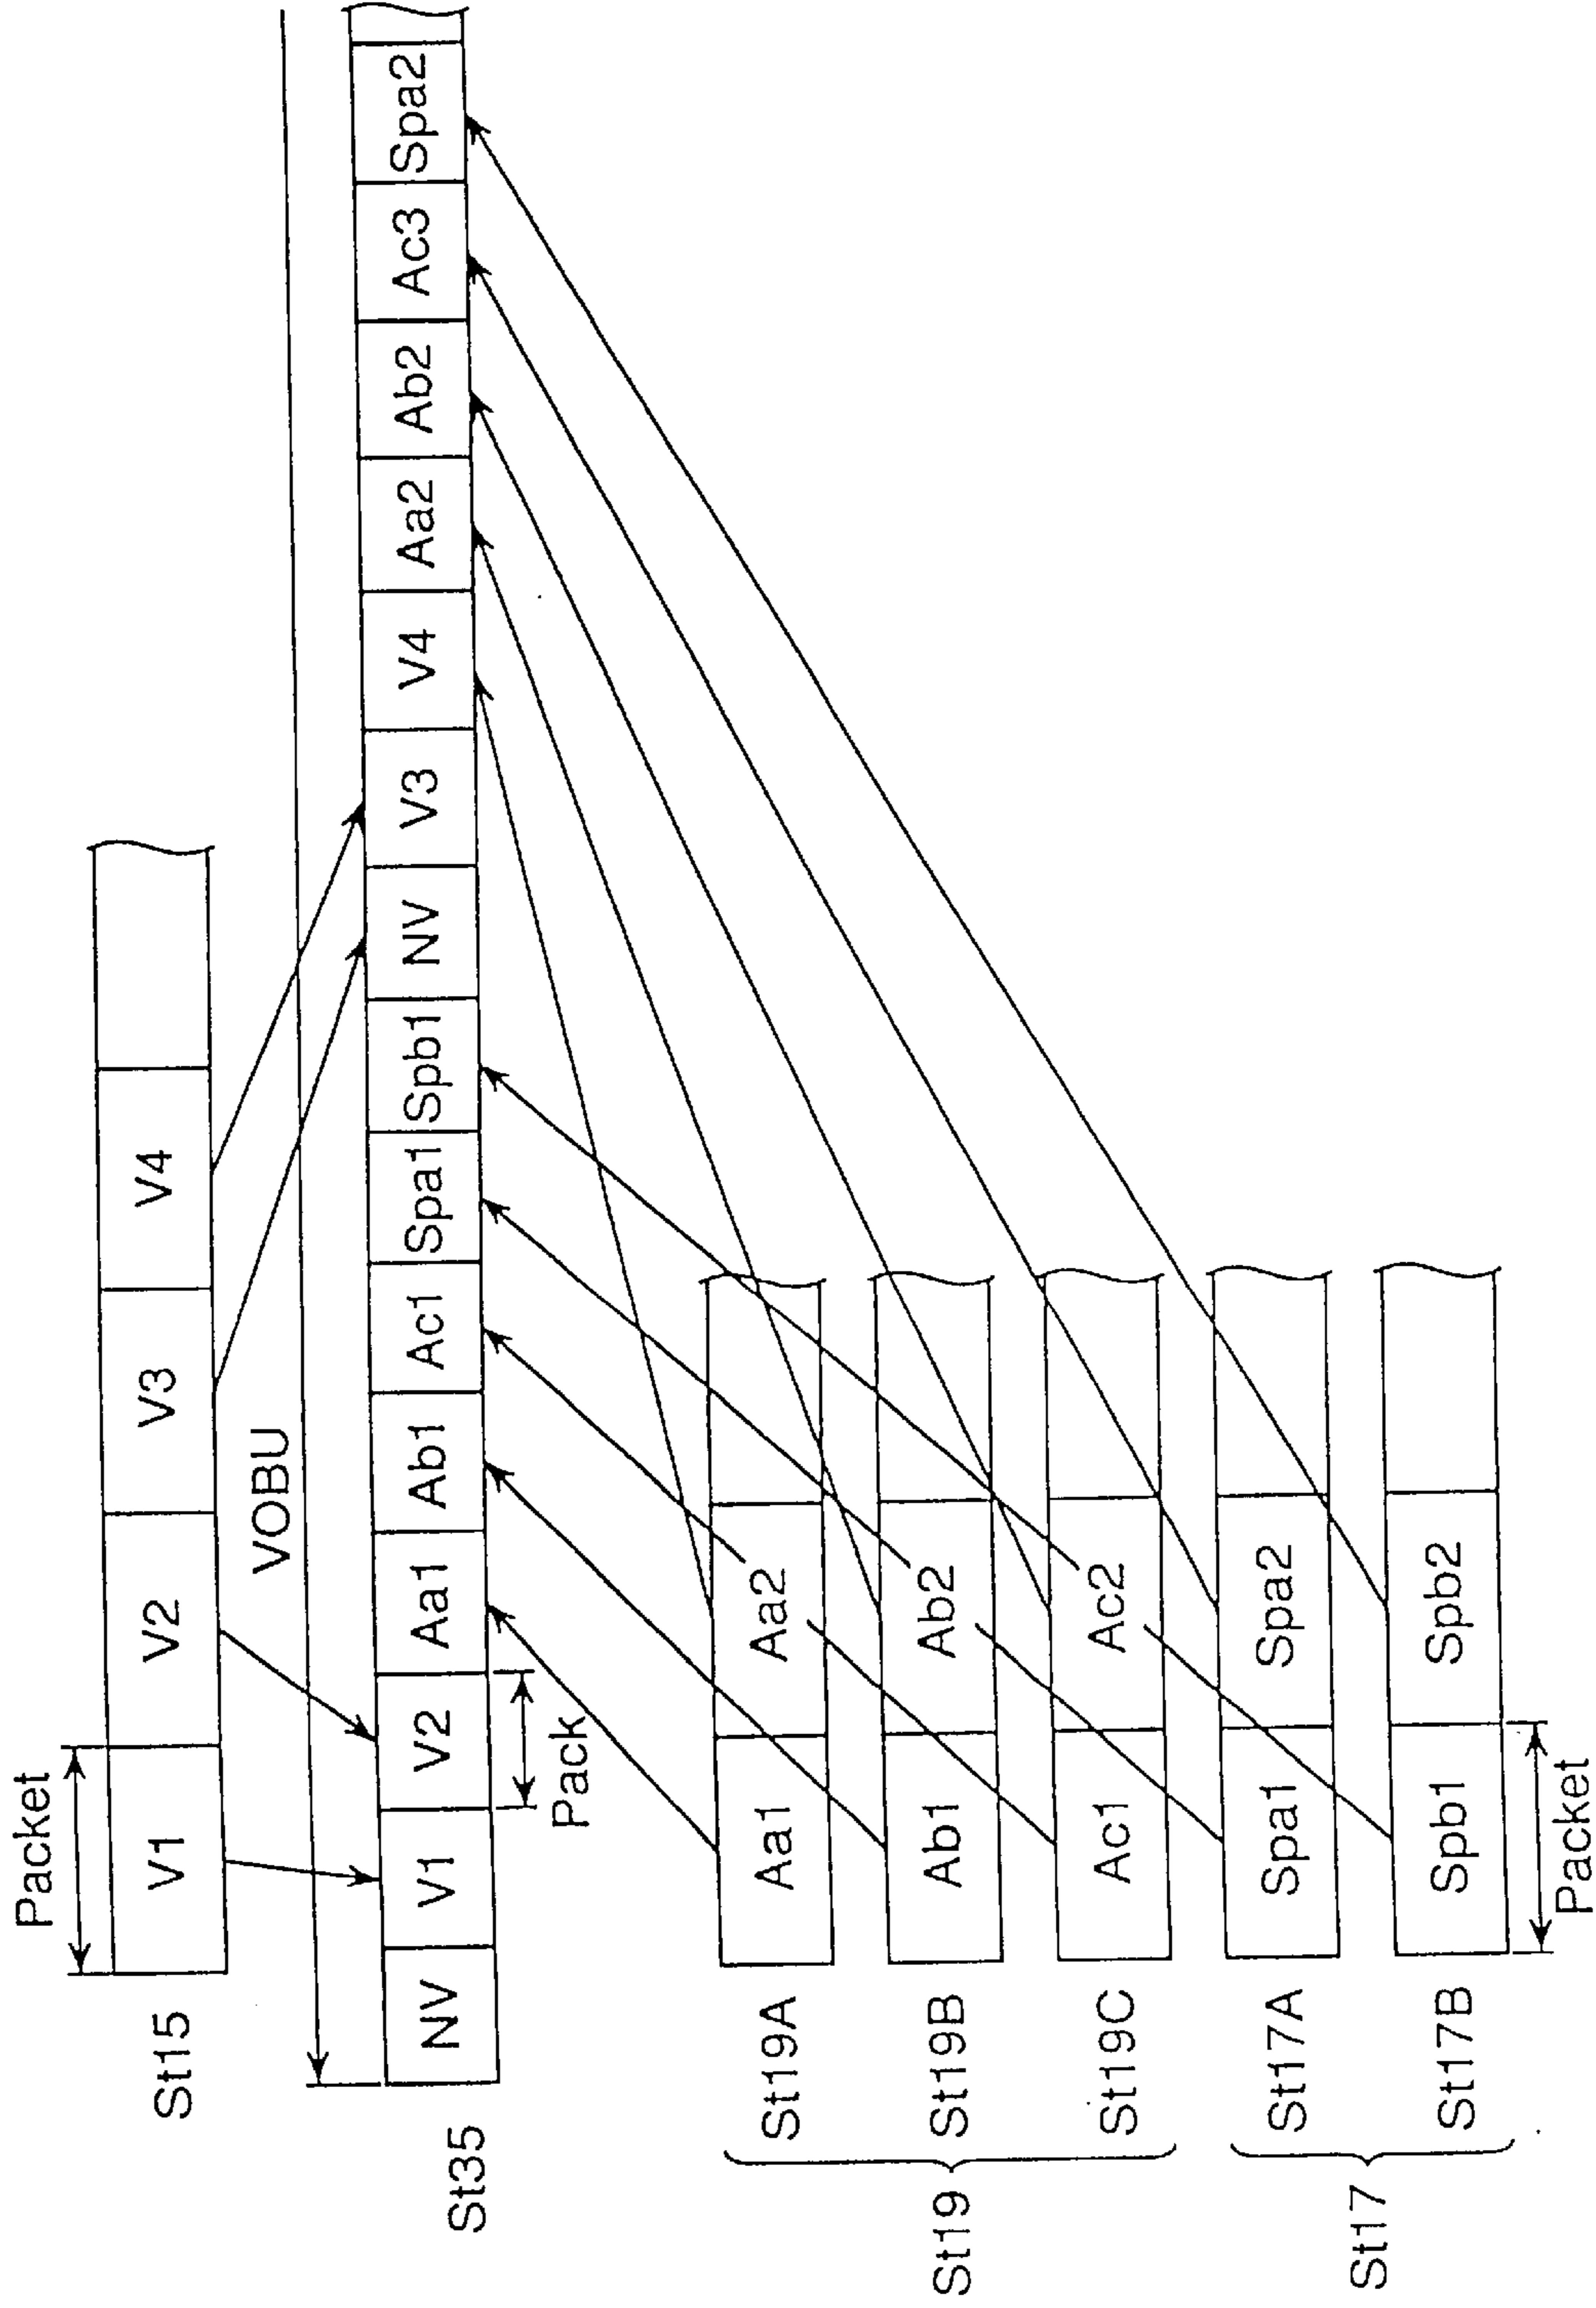 Packet
St15 V1 V2 V3 V4
VOBU
St35 NV V1 V2 Aa1 Ab1 Ac1 Spa1 Spb1 NV V3 V4 Aa2 Ab2 Ac3 Spa2
Pack
St19
St19A Aa1 Aa2
St19B Ab1 Ab2
St19C Ac1 Ac2
St17
St17A Spa1 Spa2
St17B Spb1 Spb2
Packet